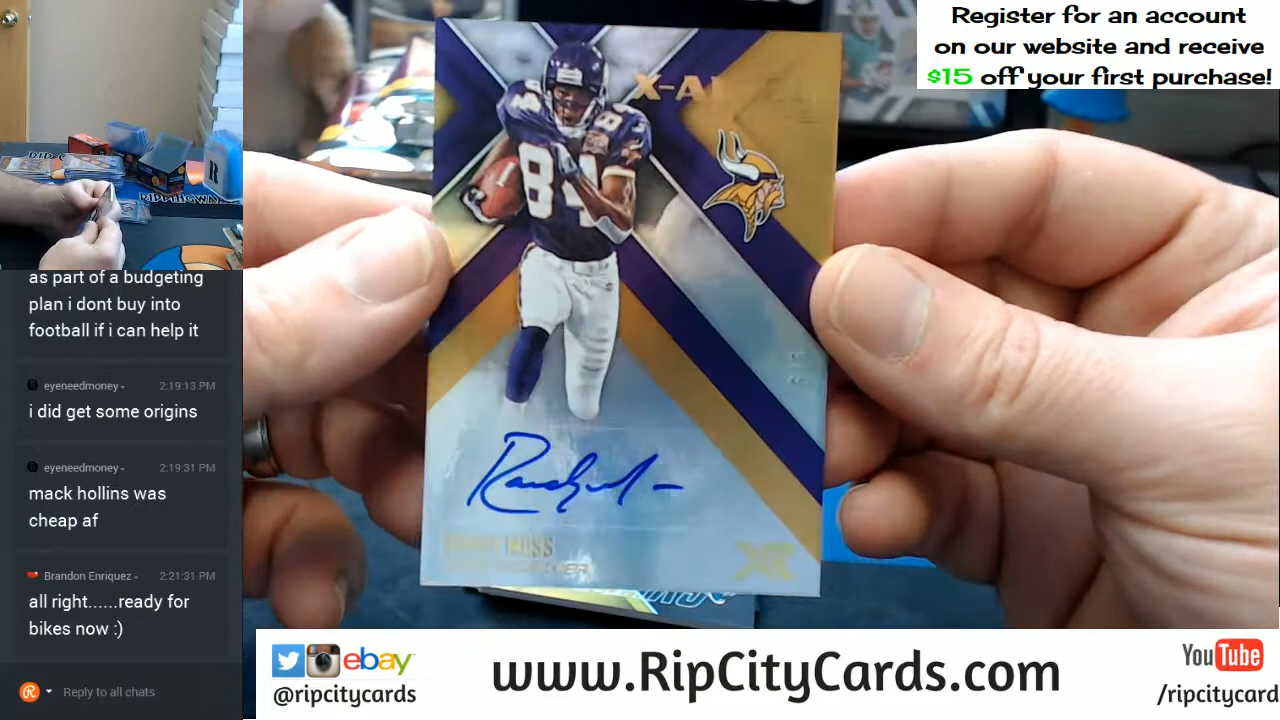 Register for an account
on our website and receive
$15 off your first purchase!
as part of a budgeting
plan i dont buy into
football if i can help it
eyeneedmoney
2:19:13 PM
i did get some origins
eyeneedmoney
2:19:31 PM
mack hollins was
cheap af
Brandon Enriquez
2:21:31 PM
all right......ready for
bikes now :)
Reply to all chats
X-A
84
84
MOSS
XR
ebay
@ripcitycards
www.RipCityCards.com
YouTube
/ripcitycard